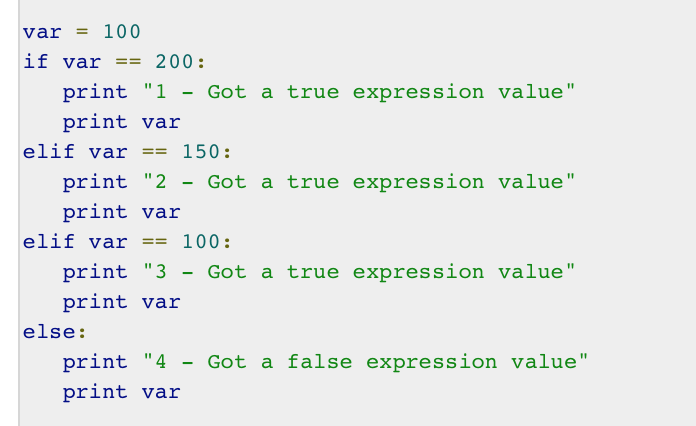 var = 100
if var == 200:
   print "1 - Got a true expression value"
   print var
elif var == 150:
   print "2 - Got a true expression value"
   print var
elif var == 100:
   print "3 - Got a true expression value"
   print var
else:
   print "4 - Got a false expression value"
   print var